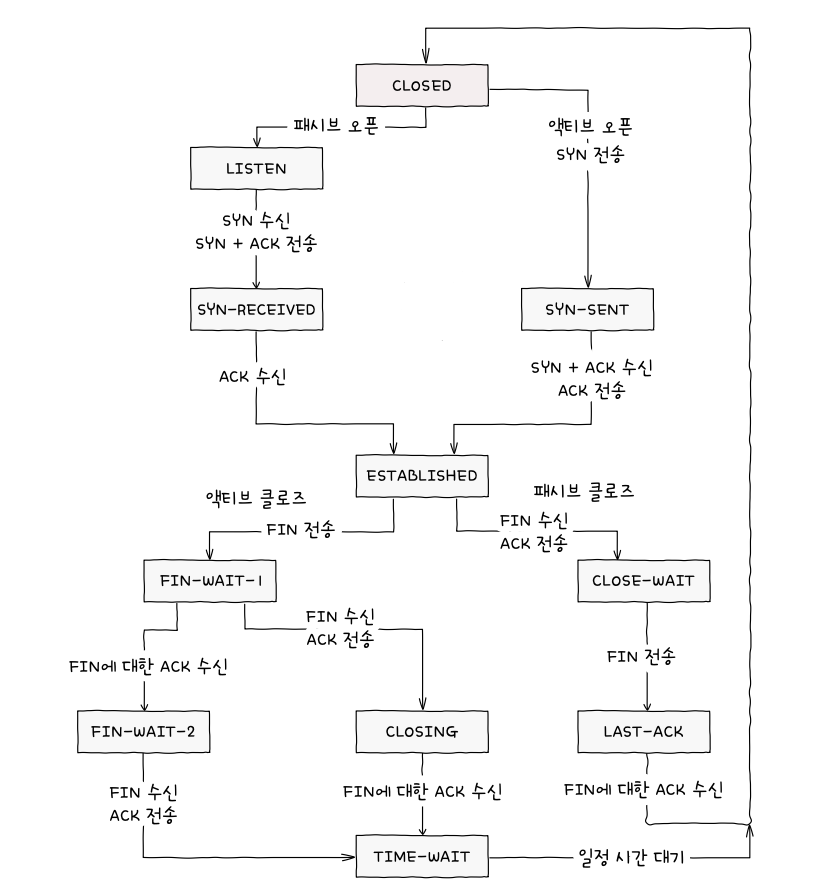 CLOSED
패시브 오픈
액티브 오픈
SYN 전송
LISTEN
SYN 수신
SYN + ACK 전송
SYN-RECEIVED
SYN-SENT
ACK 수신
SYN + ACK 수신
ACK 전송
ESTABLISHED
액티브 클로즈
패시브 클로즈
FIN 전송
FIN 수신
ACK 전송
FIN-WAIT-1
CLOSE-WAIT
FIN 수신
ACK 전송
FIN에 대한 ACK 수신
FIN 전송
FIN-WAIT-2
CLOSING
LAST-ACK
FIN 수신
ACK 전송
FIN에 대한 ACK 수신
FIN에 대한 ACK 수신
TIME-WAIT
일정 시간 대기